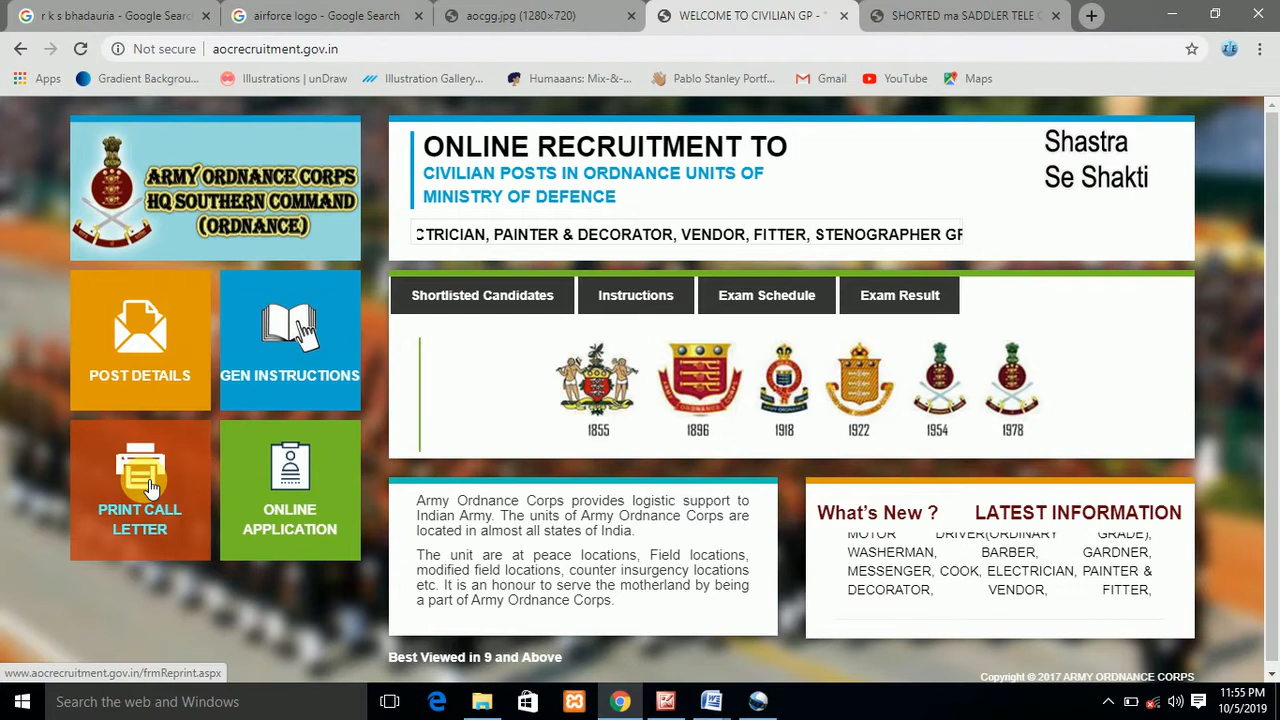 r k s bhadauria - Google Searc
airforce logo - Google Search
aocgg.jpg (1280×720)
WELCOME TO CIVILIAN GP - "
SHORTED ma SADDLER TELE C
Not secure
aocrecruitment.gov.in
Apps
Gradient Backgrou...
Illustrations | unDraw
Illustration Gallery...
Humaaans: Mix-&-...
Pablo Stanley Portf...
Gmail
YouTube
Maps
ARMY ORDNANCE CORPS
HQ SOUTHERN COMMAND
(ORDNANCE)
ONLINE RECRUITMENT TO
CIVILIAN POSTS IN ORDNANCE UNITS OF
MINISTRY OF DEFENCE
CTRICIAN, PAINTER & DECORATOR, VENDOR, FITTER, STENOGRAPHER GF
Shastra
Se Shakti
POST DETAILS
GEN INSTRUCTIONS
PRINT CALL
LETTER
ONLINE
APPLICATION
Shortlisted Candidates
Instructions
Exam Schedule
Exam Result
1855
1896
1918
1922
1954
1978
Army Ordnance Corps provides logistic support to
Indian Army. The units of Army Ordnance Corps are
located in almost all states of India.
The unit are at peace locations, Field locations,
modified field locations, counter insurgency locations
etc. It is an honour to serve the motherland by being
a part of Army Ordnance Corps.
What's New ? LATEST INFORMATION
MOTOR DRIVER(ORDINARY GRADE),
WASHERMAN, BARBER, GARDNER,
MESSENGER, COOK, ELECTRICIAN, PAINTER &
DECORATOR, VENDOR, FITTER,
Best Viewed in 9 and Above
Copyright © 2017 ARMY ORDNANCE CORPS
www.aocrecruitment.gov.in/frmReprint.aspx
Search the web and Windows
11:55 PM
10/5/2019